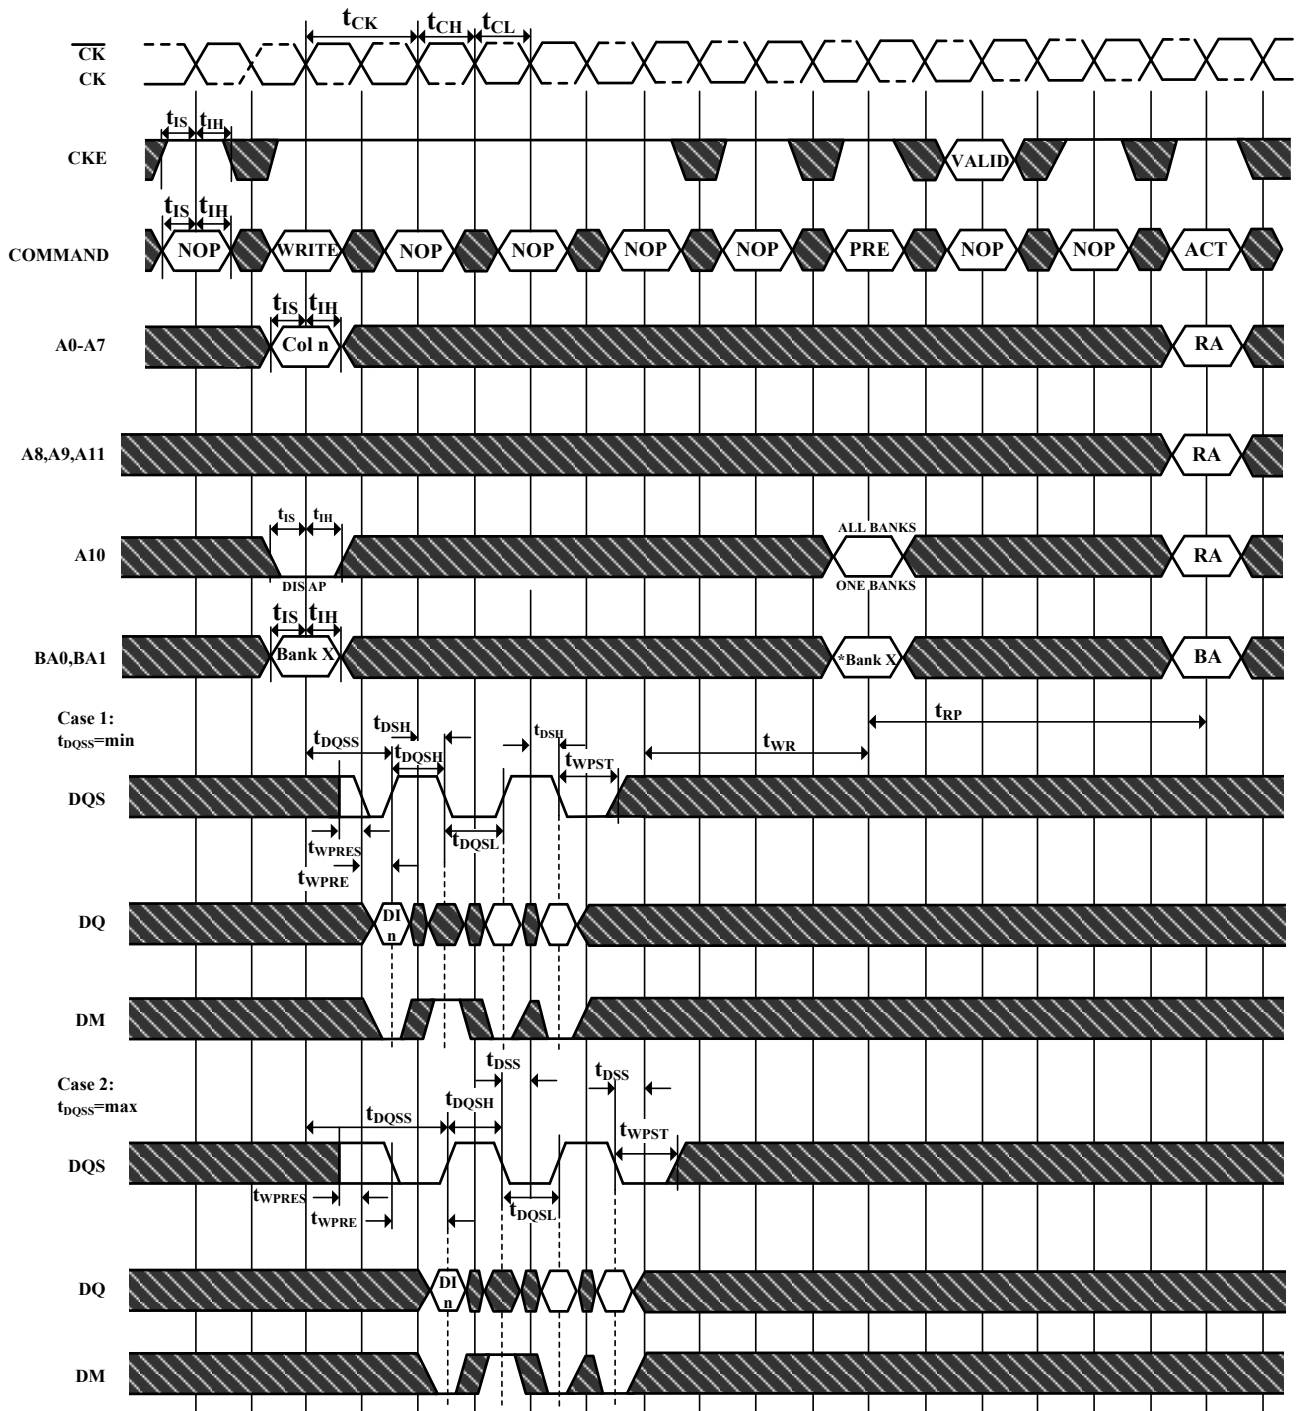 tCK tCH tCL
CK
CK
tIS tIH
CKE VALID
tIS tIH
COMMAND NOP WRITE NOP NOP NOP NOP PRE NOP NOP ACT
tIS tIH
A0-A7 Col n RA
A8,A9,A11 RA
tIS tIH ALL BANKS
A10 RA
DIS AP ONE BANKS
tIS tIH
BA0,BA1 Bank X *Bank X BA
Case 1:
tDQSS=min
tDQSS tDSH tDQSH tDSH tWPST tWR tRP
DQS
tWPRES tDQSL
tWPRE
DQ DI
n
DM
Case 2:
tDQSS=max
tDSS tDSS
tDQSS tDQSH tWPST
DQS
tWPRES tWPRE tDQSL
DQ DI
n
DM